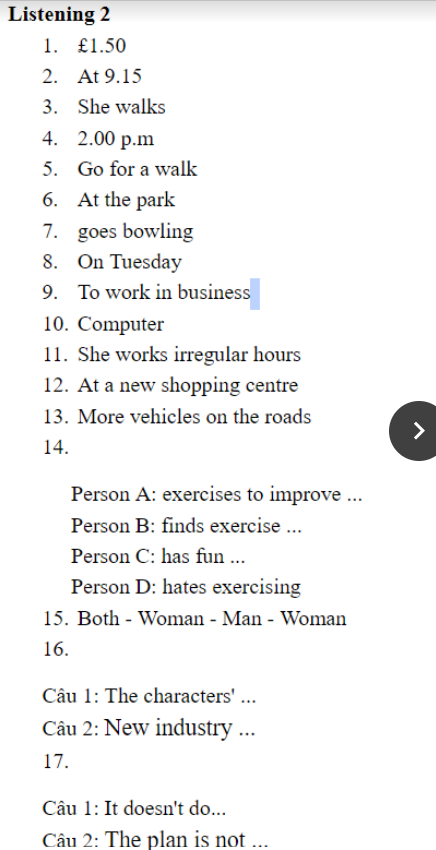 Listening 2
1. £1.50
2. At 9.15
3. She walks
4. 2.00 p.m
5. Go for a walk
6. At the park
7. goes bowling
8. On Tuesday
9. To work in business
10. Computer
11. She works irregular hours
12. At a new shopping centre
13. More vehicles on the roads
14.
Person A: exercises to improve ...
Person B: finds exercise ...
Person C: has fun ...
Person D: hates exercising
15. Both - Woman - Man - Woman
16.
Câu 1: The characters' ...
Câu 2: New industry ...
17.
Câu 1: It doesn't do...
Câu 2: The plan is not ...